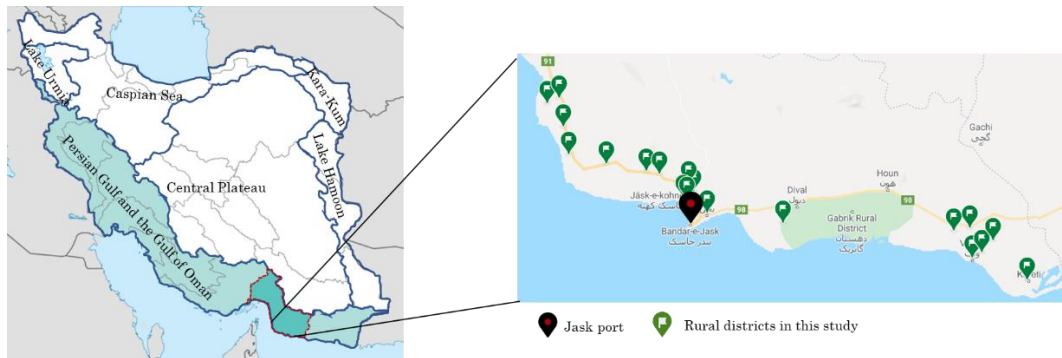 Lake Urmia
Caspian Sea
Kara-Kum
Lake Hamoon
Central Plateau
Persian Gulf and the Gulf of Oman
91
Gachi
گچی
Houn
هون
Dival
دیول
Jask-e-kohne
جاسک کهنه
98
98
Gabrik Rural
District
دهستان
گابریک
Bandar-e-Jask
بندر جاسک
Jask port
Rural districts in this study